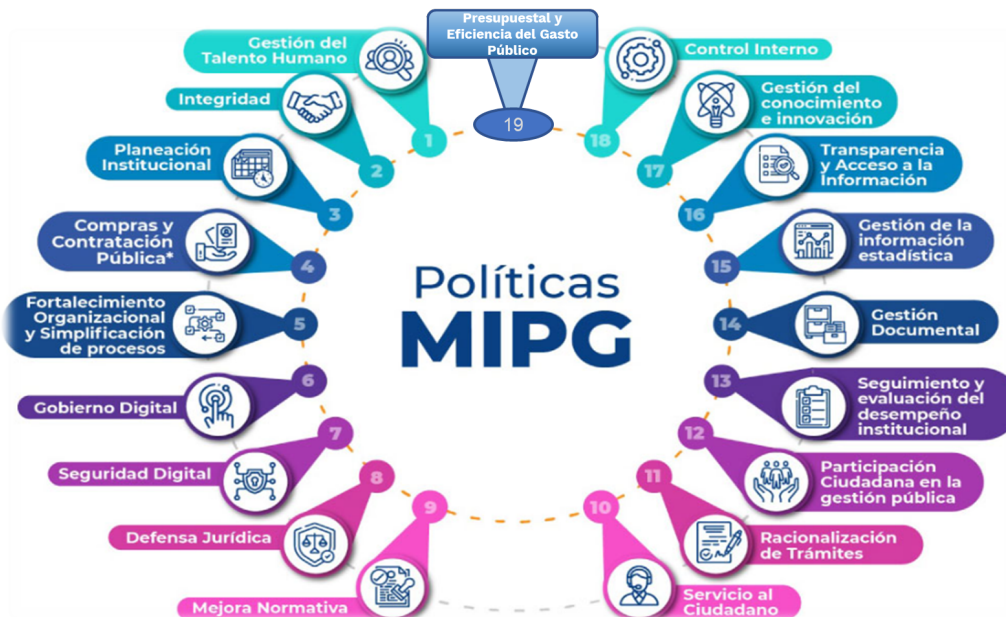 Presupuestal y
Eficiencia del Gasto
Público
19
Gestión del
Talento Humano
1
Integridad
2
Planeación
Institucional
3
Compras y
Contratación
Pública*
4
Fortalecimiento
Organizacional
y Simplificación
de procesos
5
Gobierno Digital
6
Seguridad Digital
7
Defensa Jurídica
8
Mejora Normativa
9
Políticas
MIPG
Control Interno
18
Gestión del
conocimiento
e innovación
17
Transparencia
y Acceso a la
Información
16
Gestión de la
información
estadística
15
Gestión
Documental
14
Seguimiento y
evaluación del
desempeño
institucional
13
Participación
Ciudadana en la
gestión pública
12
Racionalización
de Trámites
11
Servicio al
Ciudadano
10